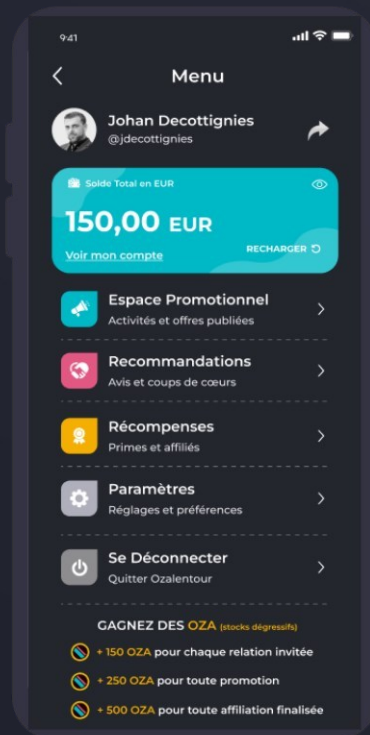 9:41
Menu
Johan Decottignies
@jdecottignies
Solde Total en EUR
150,00 EUR
Voir mon compte
RECHARGER
Espace Promotionnel
Activités et offres publiées
Recommandations
Avis et coups de cœurs
Récompenses
Primes et affiliés
Paramètres
Réglages et préférences
Se Déconnecter
Quitter Ozalentour
GAGNEZ DES OZA (stocks dégressifs)
+ 150 OZA pour chaque relation invitée
+ 250 OZA pour toute promotion
+ 500 OZA pour toute affiliation finalisée